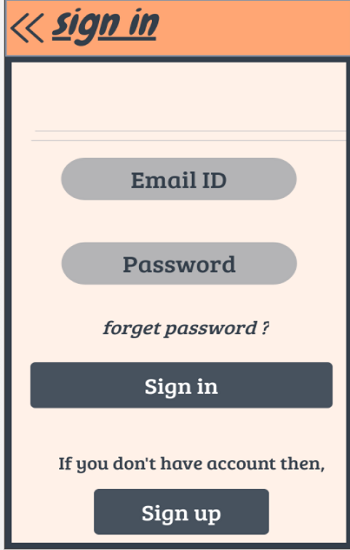 << sign in
Email ID
Password
forget password ?
Sign in
If you don't have account then,
Sign up